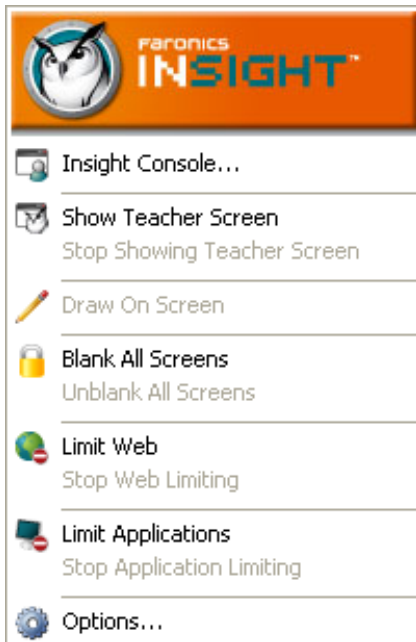 FARONICS
INSIGHT™
Insight Console...
Show Teacher Screen
Stop Showing Teacher Screen
Draw On Screen
Blank All Screens
Unblank All Screens
Limit Web
Stop Web Limiting
Limit Applications
Stop Application Limiting
Options...